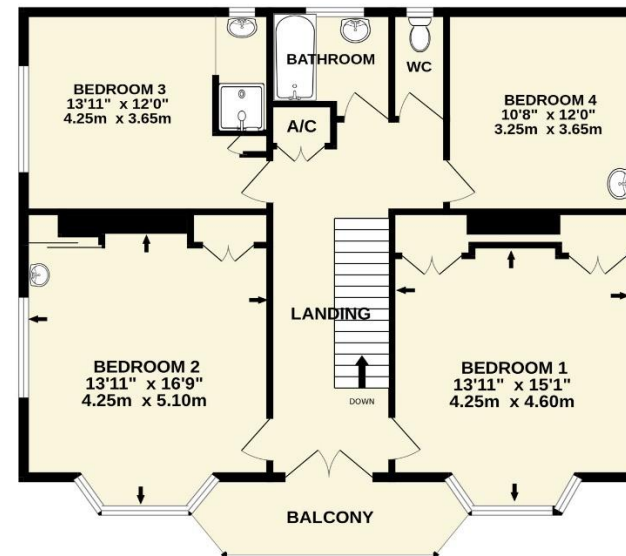 BEDROOM 3
13'11" x 12'0"
4.25m x 3.65m
BATHROOM
WC
A/C
BEDROOM 4
10'8" x 12'0"
3.25m x 3.65m
LANDING
DOWN
BEDROOM 2
13'11" x 16'9"
4.25m x 5.10m
BEDROOM 1
13'11" x 15'1"
4.25m x 4.60m
BALCONY